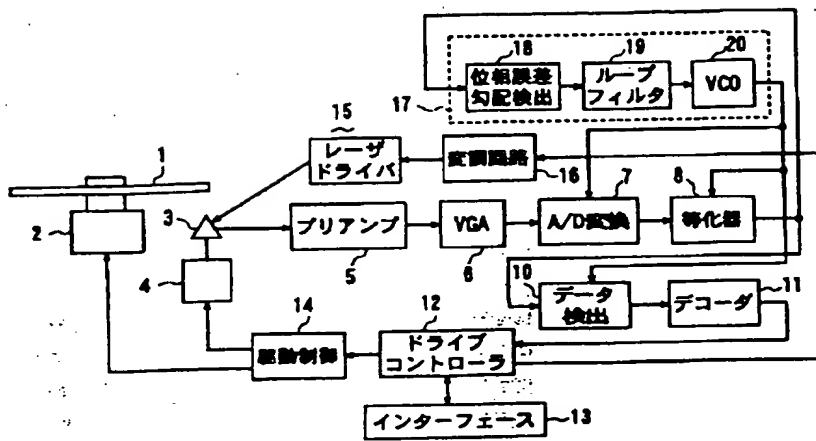 18
19
20
位相誤差
勾配検出
ループ
フィルタ
VCO
17
15
レーザ
ドライバ
変調回路
16
1
2
3
4
プリアンプ
5
VGA
6
7
A/D変換
8
等化器
10
データ
検出
11
デコーダ
14
駆動制御
12
ドライブ
コントローラ
インターフェース
13